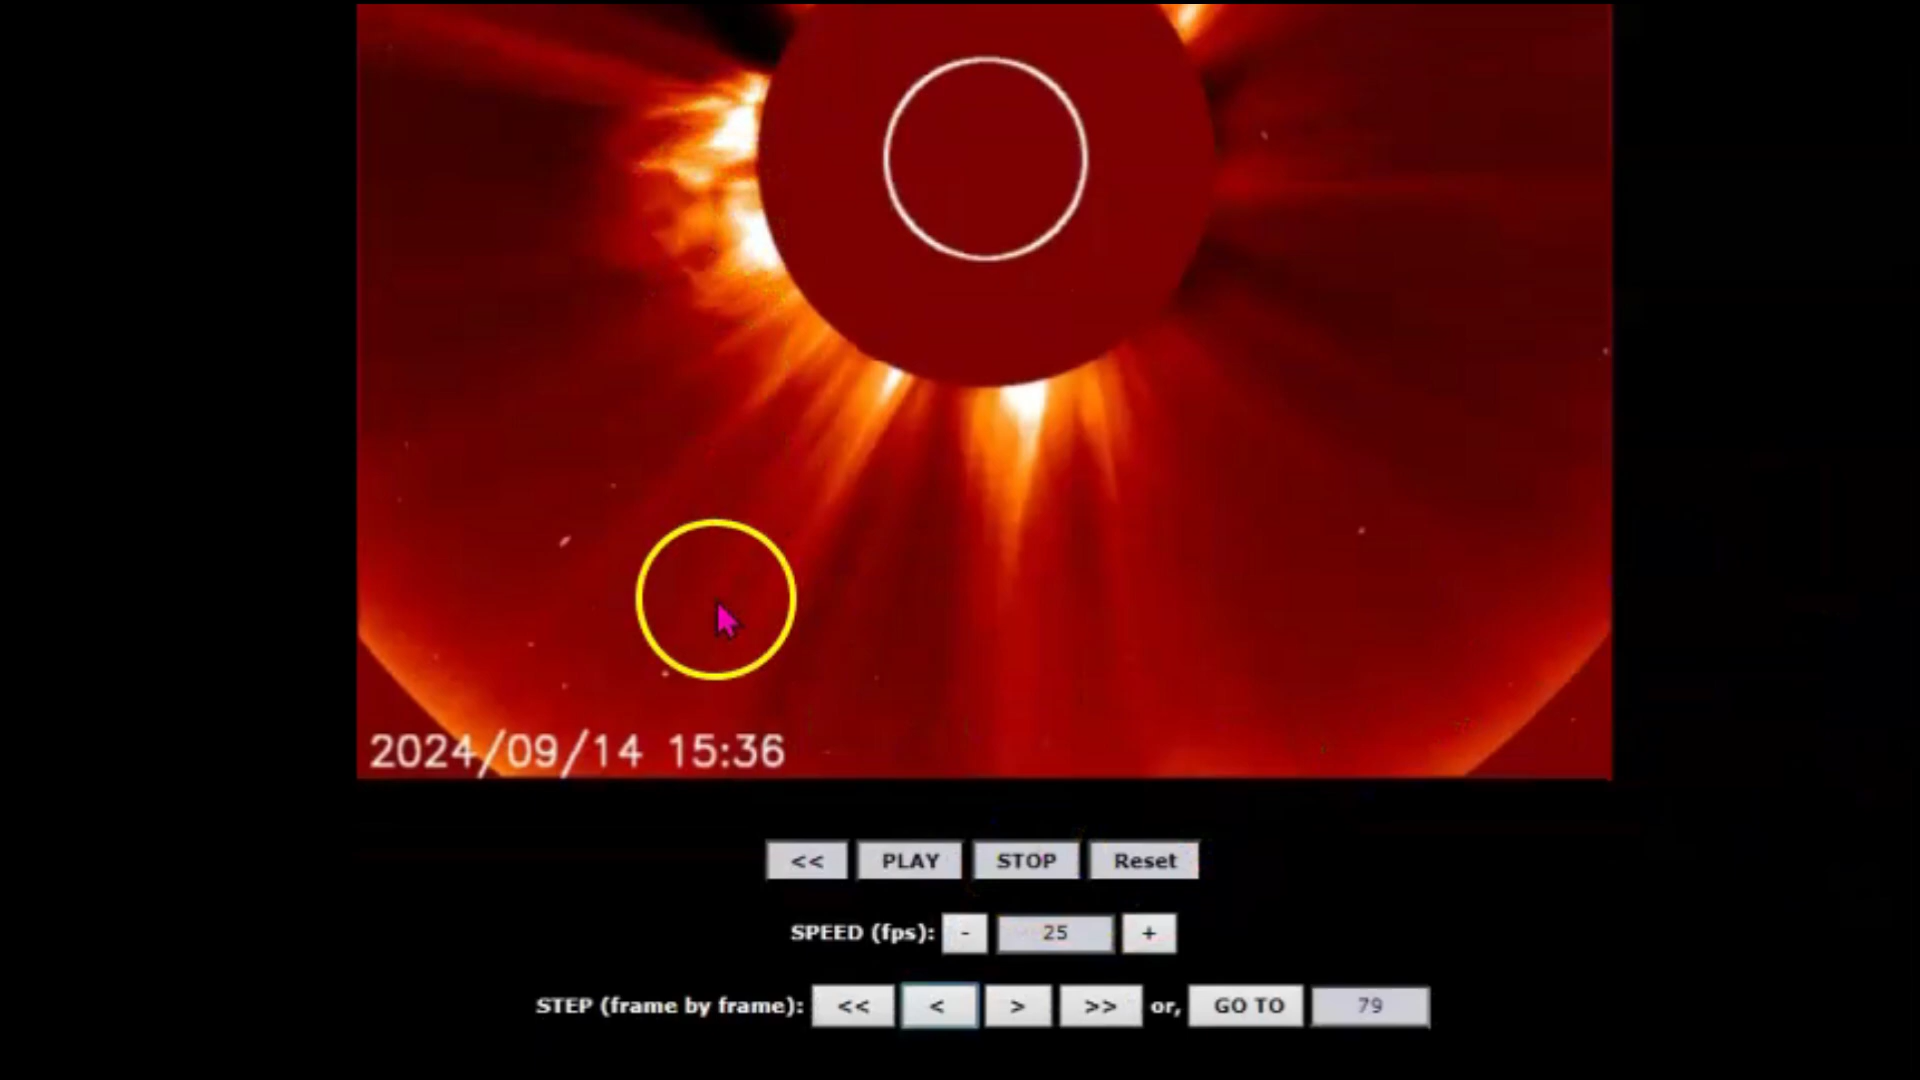 2024/09/14 15:36
<< PLAY STOP Reset
SPEED (fps): - 25 +
STEP (frame by frame): << < > >> or, GO TO 79